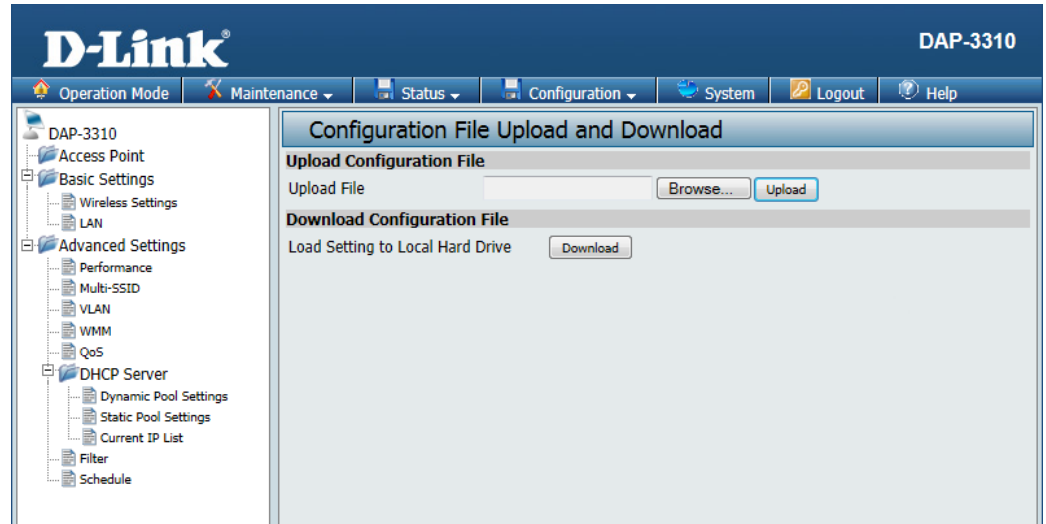 D-Link®
DAP-3310
Operation Mode Maintenance Status Configuration System Logout Help
DAP-3310
Access Point
Basic Settings
Wireless Settings
LAN
Advanced Settings
Performance
Multi-SSID
VLAN
WMM
QoS
DHCP Server
Dynamic Pool Settings
Static Pool Settings
Current IP List
Filter
Schedule
Configuration File Upload and Download
Upload Configuration File
Upload File Browse... Upload
Download Configuration File
Load Setting to Local Hard Drive Download